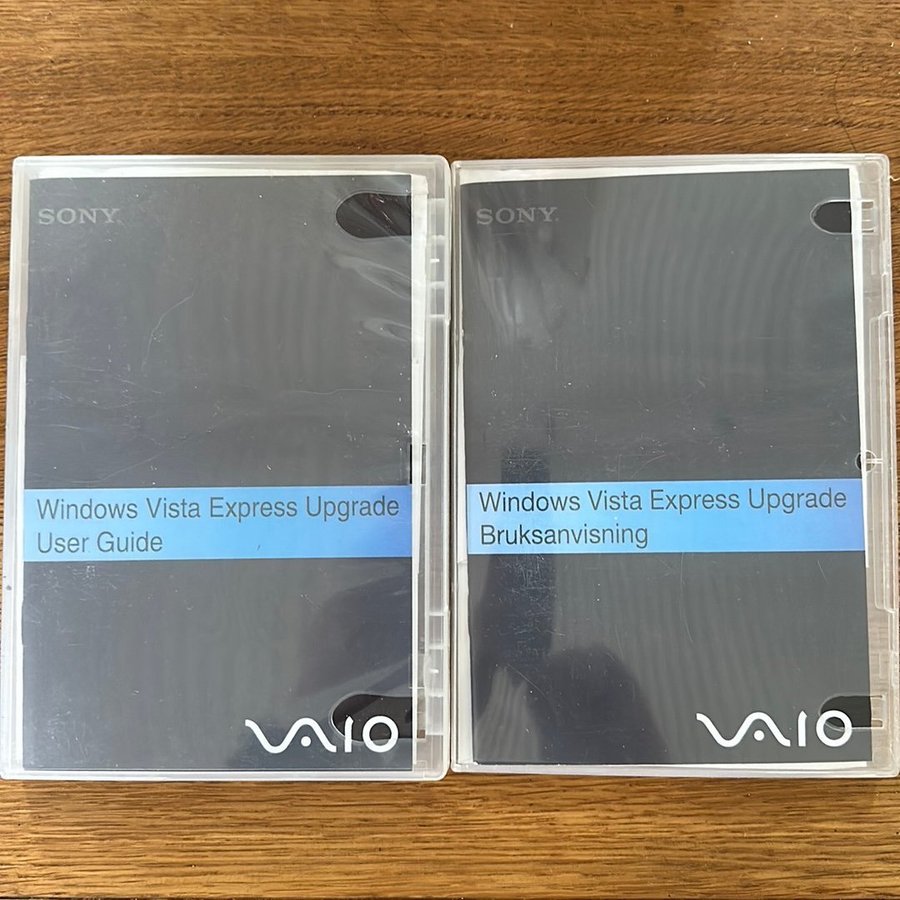 SONY
Windows Vista Express Upgrade
User Guide
VAIO
SONY
Windows Vista Express Upgrade
Bruksanvisning
VAIO